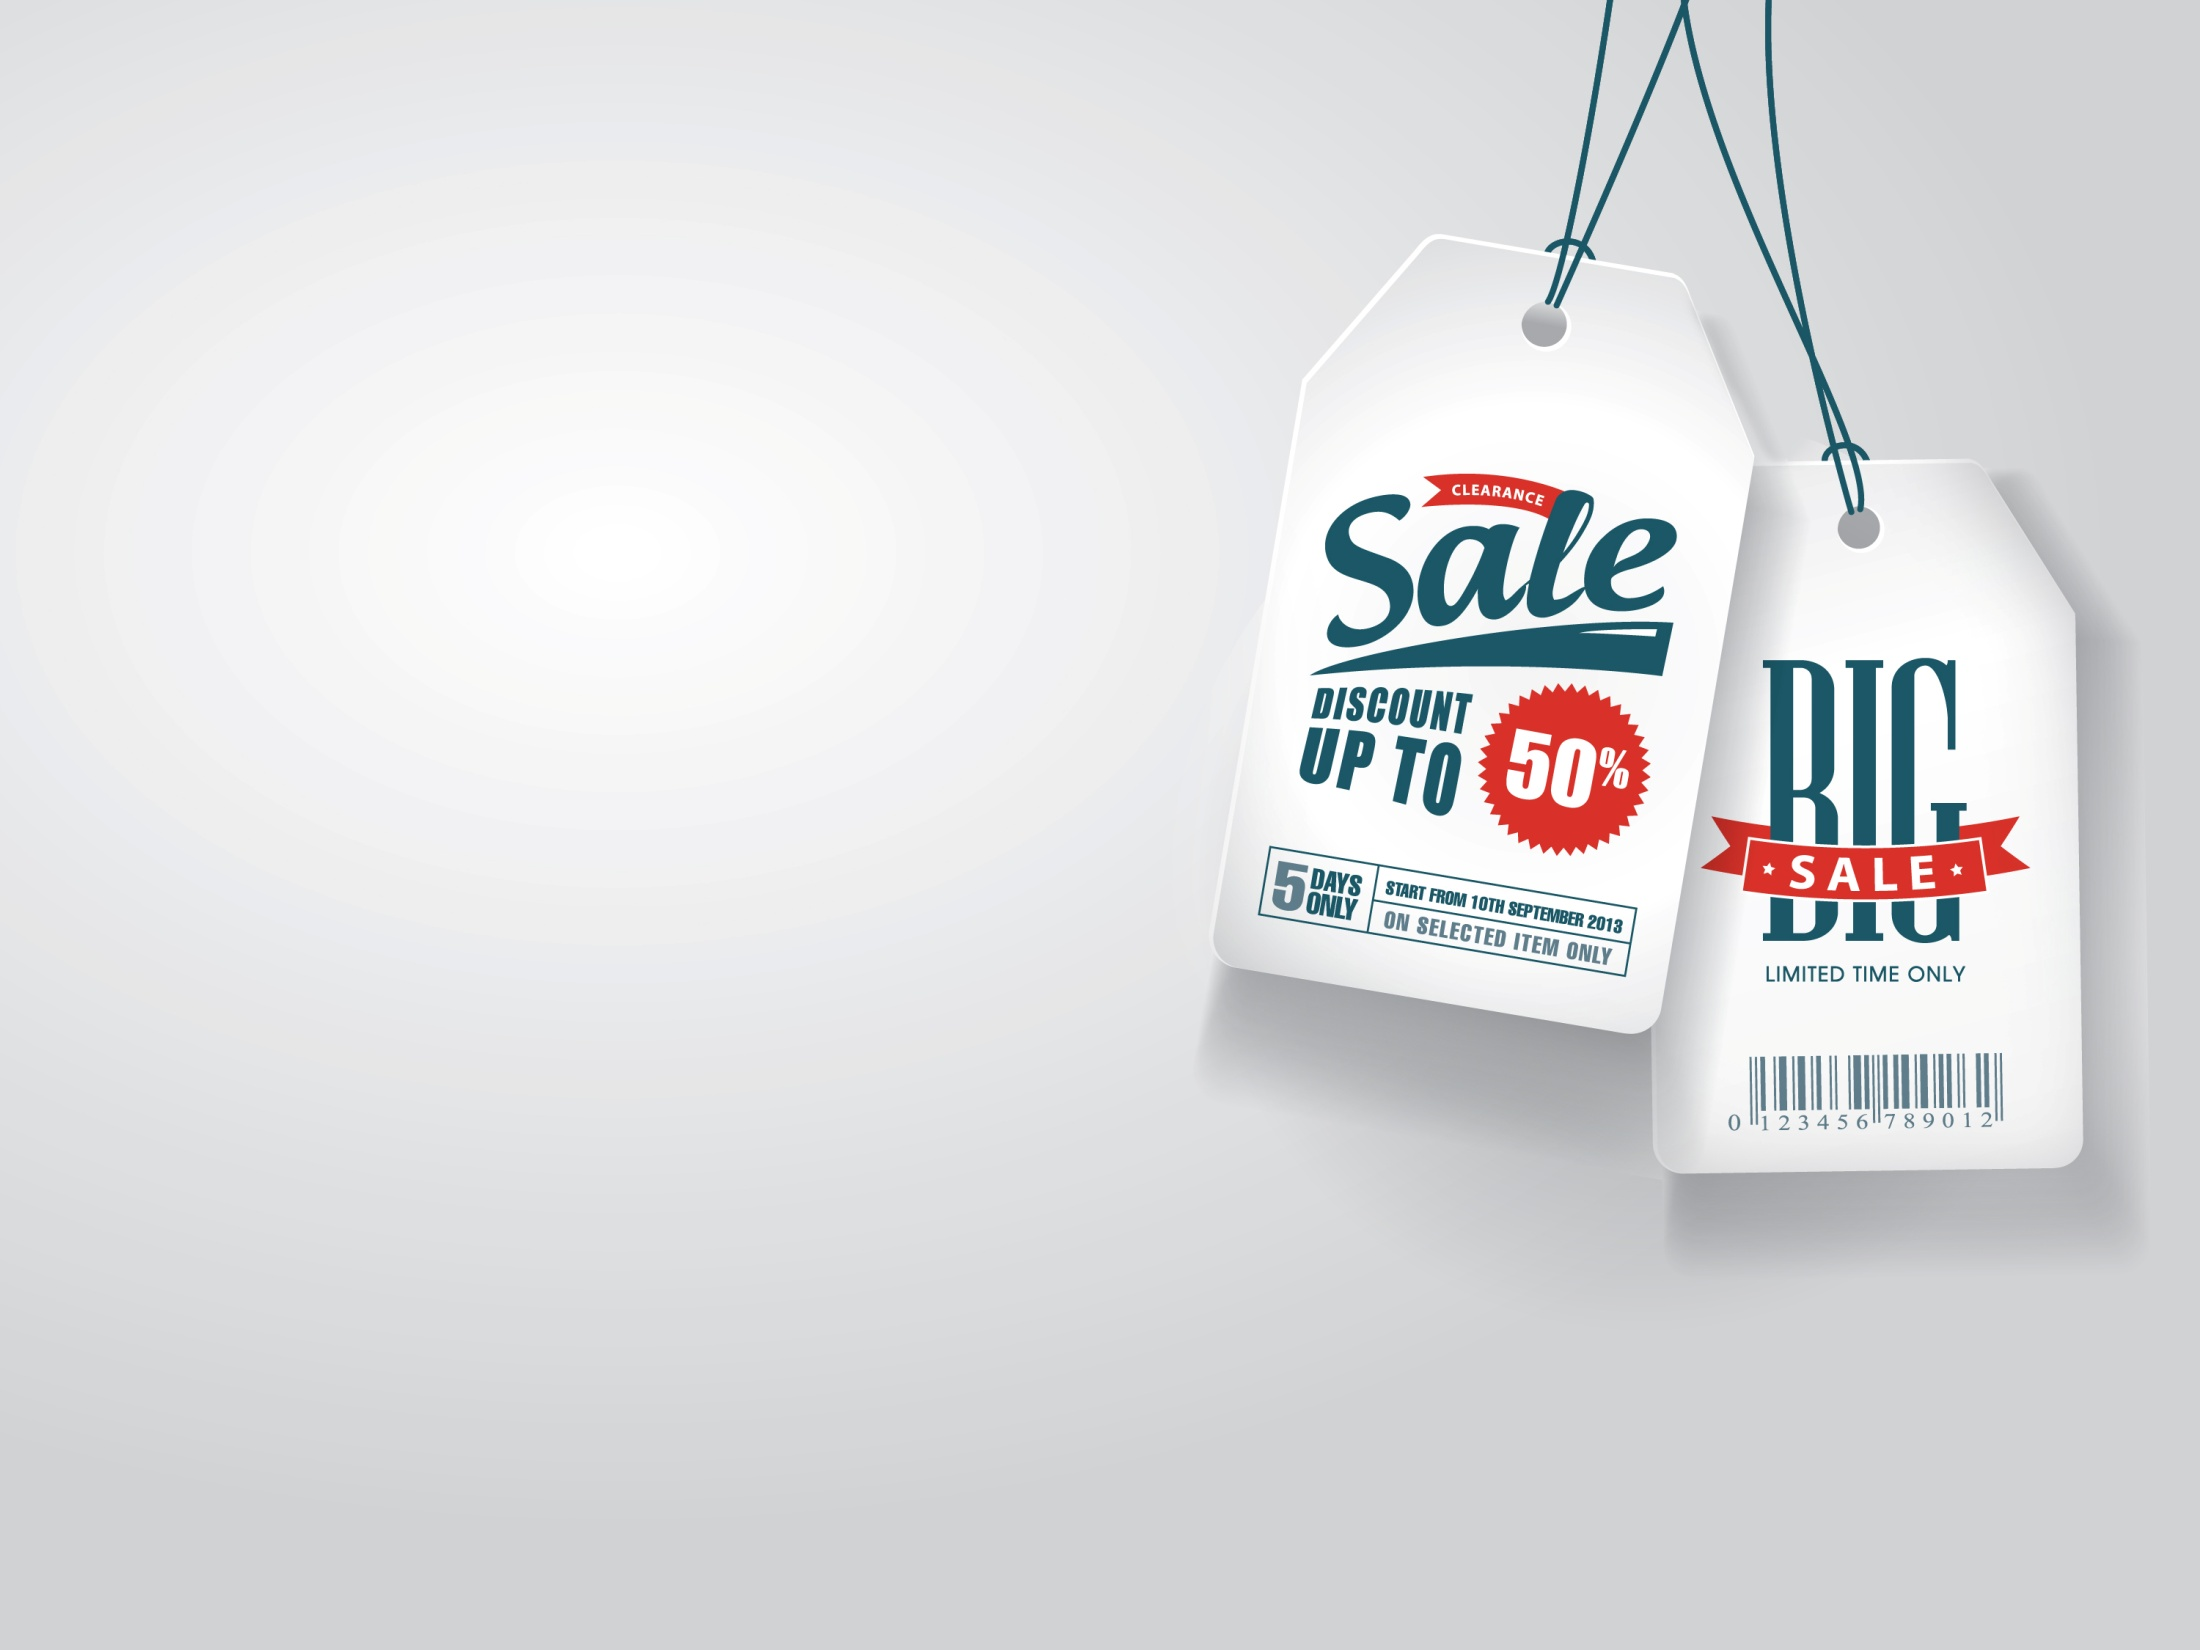 CLEARANCE
Sale
DISCOUNT
UP TO
50%
5 DAYS ONLY
START FROM 10TH SEPTEMBER 2013
ON SELECTED ITEM ONLY
BIG
SALE
LIMITED TIME ONLY
0 123456 789012